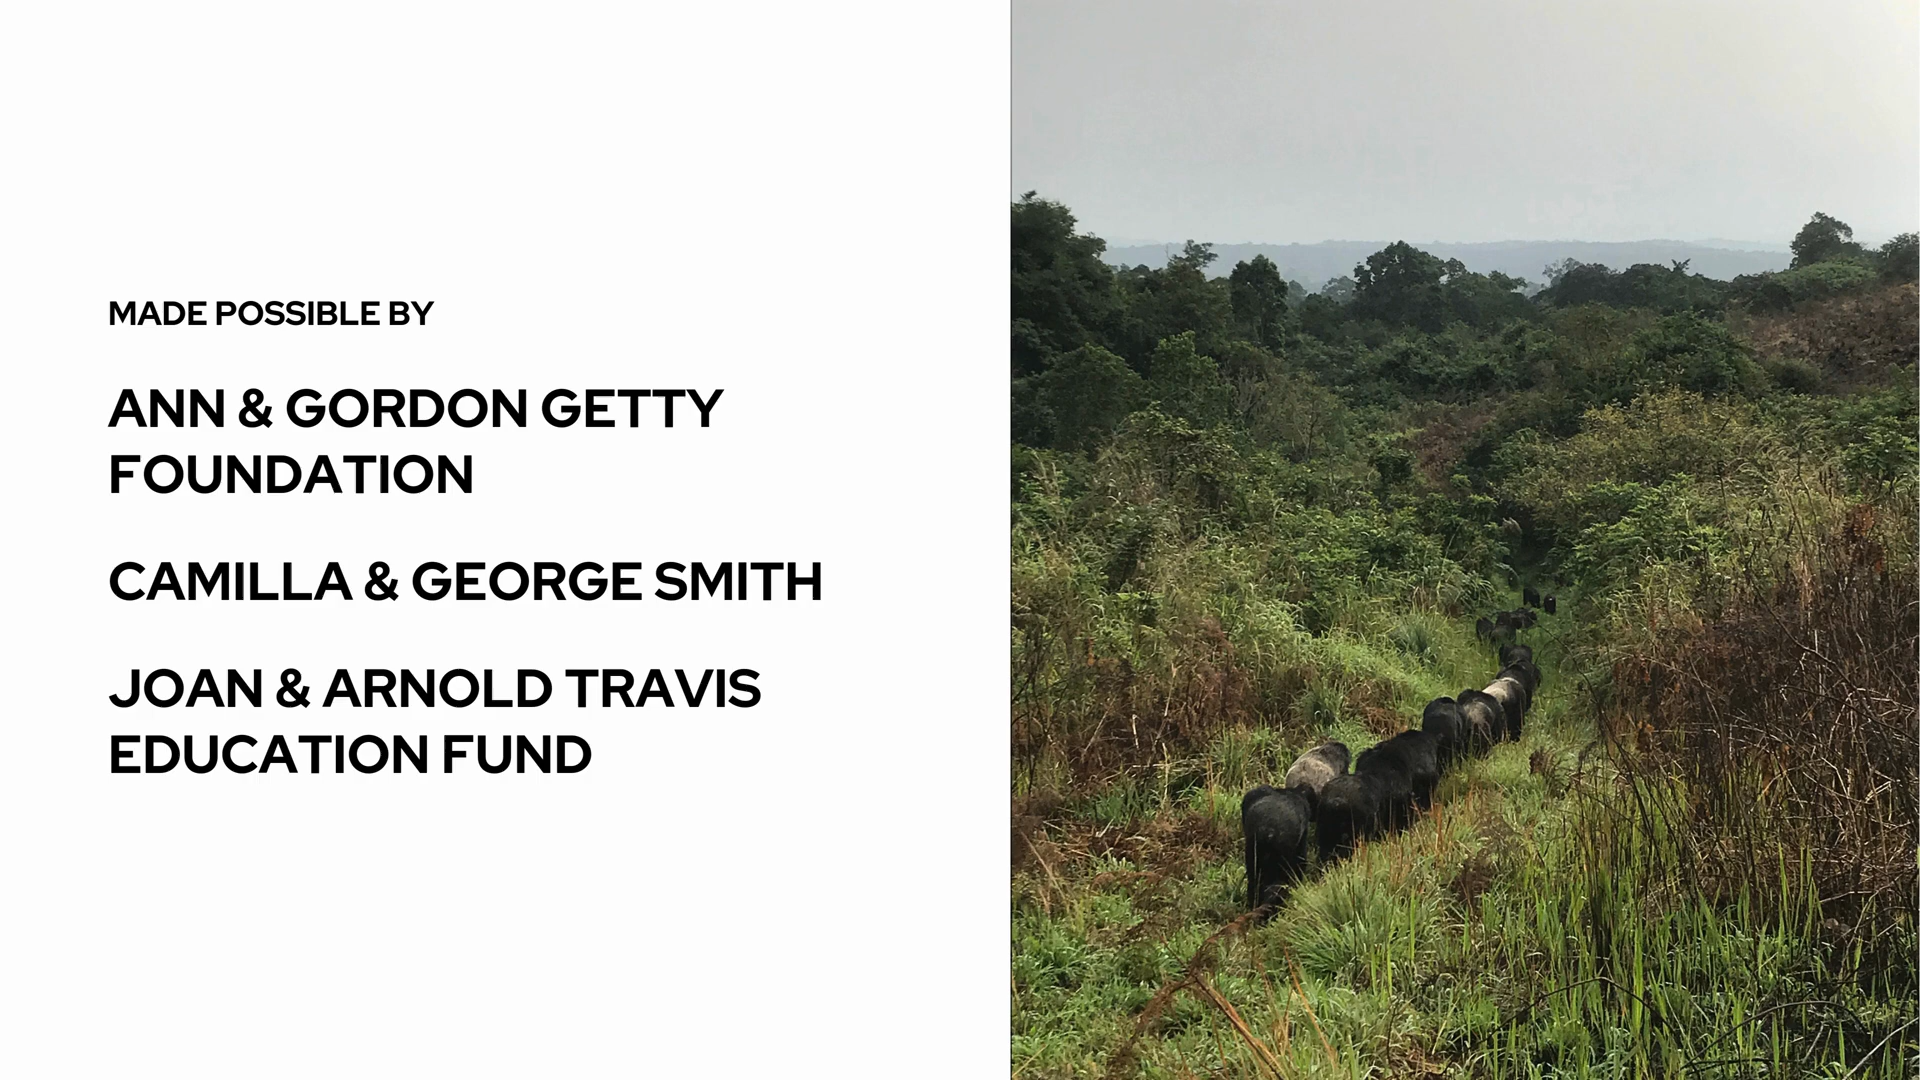 MADE POSSIBLE BY
ANN & GORDON GETTY
FOUNDATION
CAMILLA & GEORGE SMITH
JOAN & ARNOLD TRAVIS
EDUCATION FUND